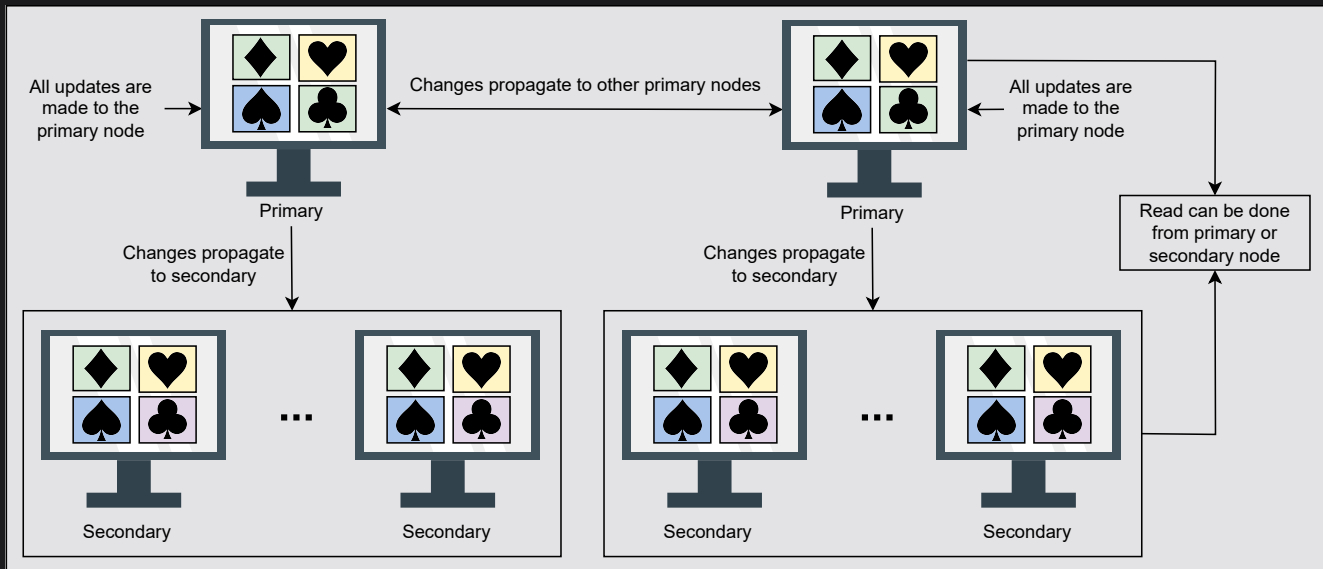 All updates are
made to the
primary node
Changes propagate to other primary nodes
All updates are
made to the
primary node
Primary
Primary
Read can be done
from primary or
secondary node
Changes propagate
to secondary
Changes propagate
to secondary
...
...
Secondary
Secondary
Secondary
Secondary